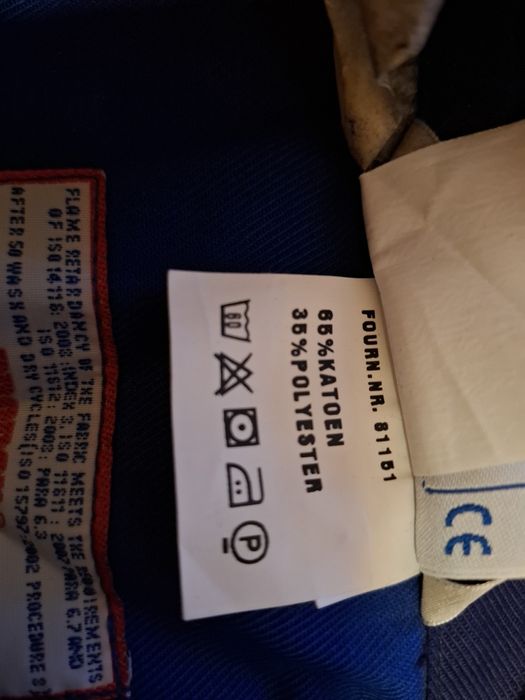 FOURN.NR. 81151
65%KATOEN
35%POLYESTER
P
CE
FLAME RETARDANCY OF THE FABRIC MEETS THE REQUIREMENTS
OF ISO 14116: 2008 :INDEX 3, ISO 11611 : 2007/ARA 6.7 AND
ISO 11612 : 2008: PARA 6.3
AFTER 50 WASH AND DRY CYCLES(ISO 15797:2002 PROCEDURE 8)